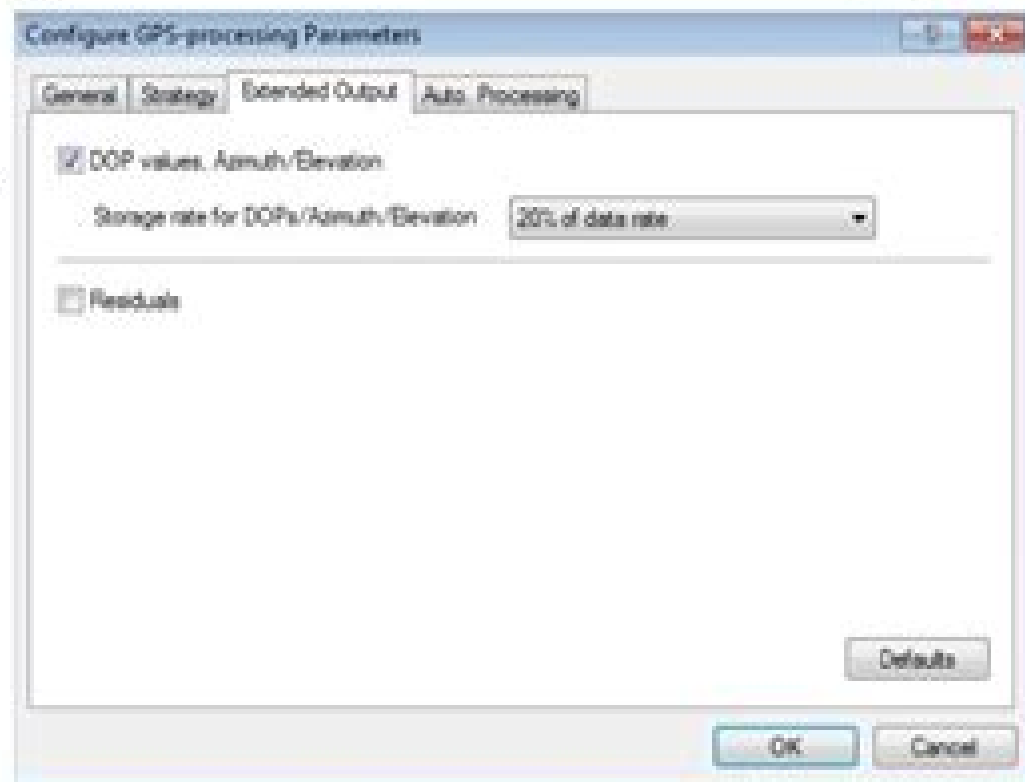 Configure GPS-processing Parameters
General Strategy Extended Output Auto. Processing
DOP values, Azimuth/Elevation
Storage rate for DOPs/Azimuth/Elevation 20% of data rate
Residuals
Defaults
OK Cancel